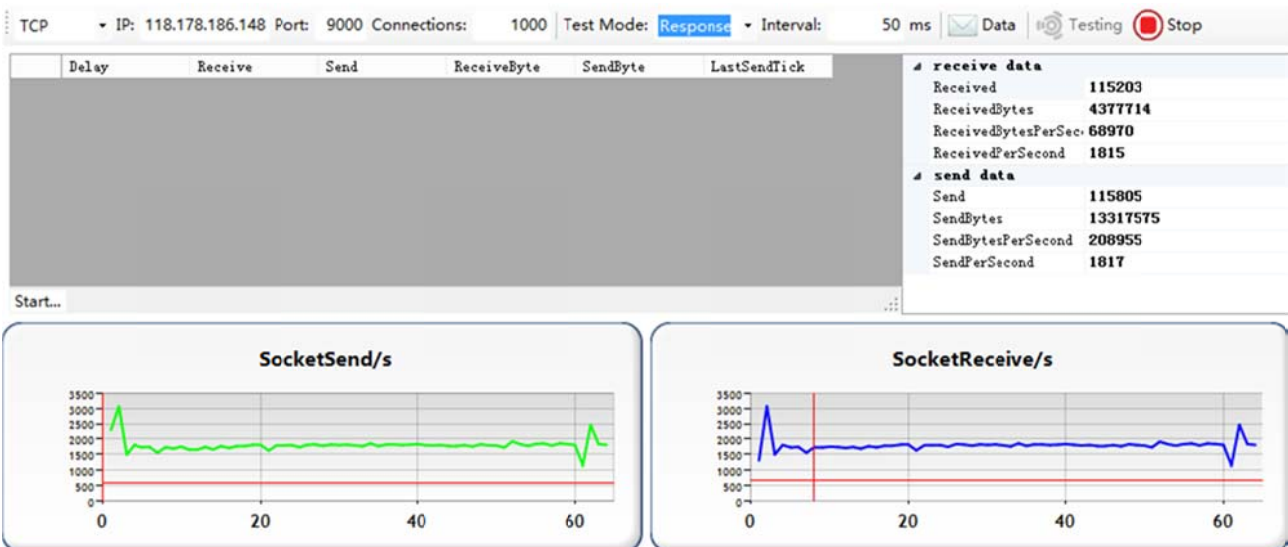 TCP IP: 118.178.186.148 Port: 9000 Connections: 1000 Test Mode: Response Interval: 50 ms Data Testing Stop
Delay Receive Send ReceiveByte SendByte LastSendTick
receive data
Received 115203
ReceivedBytes 4377714
ReceivedBytesPerSec 68970
ReceivedPerSecond 1815
send data
Send 115805
SendBytes 13317575
SendBytesPerSecond 208955
SendPerSecond 1817
Start...
SocketSend/s
3500
3000
2500
2000
1500
1000
500
0
0 20 40 60
SocketReceive/s
3500
3000
2500
2000
1500
1000
500
0
0 20 40 60